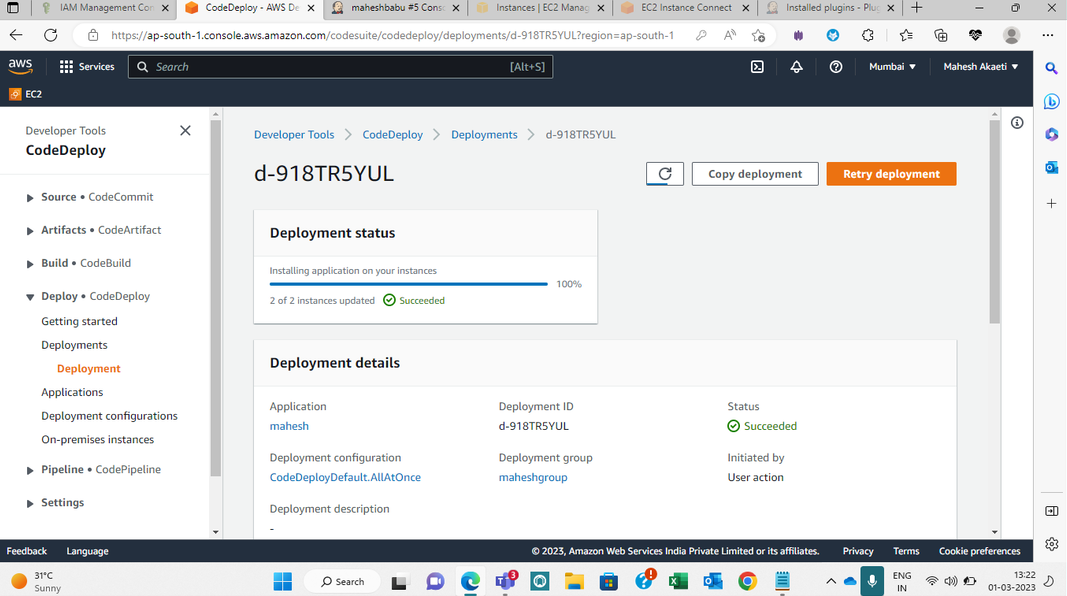 IAM Management Con
CodeDeploy - AWS De
maheshbabu #5 Conso
Instances | EC2 Manag
EC2 Instance Connect
Installed plugins - Plug
https://ap-south-1.console.aws.amazon.com/codesuite/codedeploy/deployments/d-918TR5YUL?region=ap-south-1
aws
Services
Search
[Alt+S]
Mumbai
Mahesh Akaeti
EC2
Developer Tools
CodeDeploy
Source • CodeCommit
Artifacts • CodeArtifact
Build • CodeBuild
Deploy • CodeDeploy
Getting started
Deployments
Deployment
Applications
Deployment configurations
On-premises instances
Pipeline • CodePipeline
Settings
Developer Tools
CodeDeploy
Deployments
d-918TR5YUL
d-918TR5YUL
Copy deployment
Retry deployment
Deployment status
Installing application on your instances
100%
2 of 2 instances updated
Succeeded
Deployment details
Application
Deployment ID
Status
mahesh
d-918TR5YUL
Succeeded
Deployment configuration
Deployment group
Initiated by
CodeDeployDefault.AllAtOnce
maheshgroup
User action
Deployment description
-
Feedback
Language
© 2023, Amazon Web Services India Private Limited or its affiliates.
Privacy
Terms
Cookie preferences
31°C
Sunny
Search
3
ENG
IN
13:22
01-03-2023